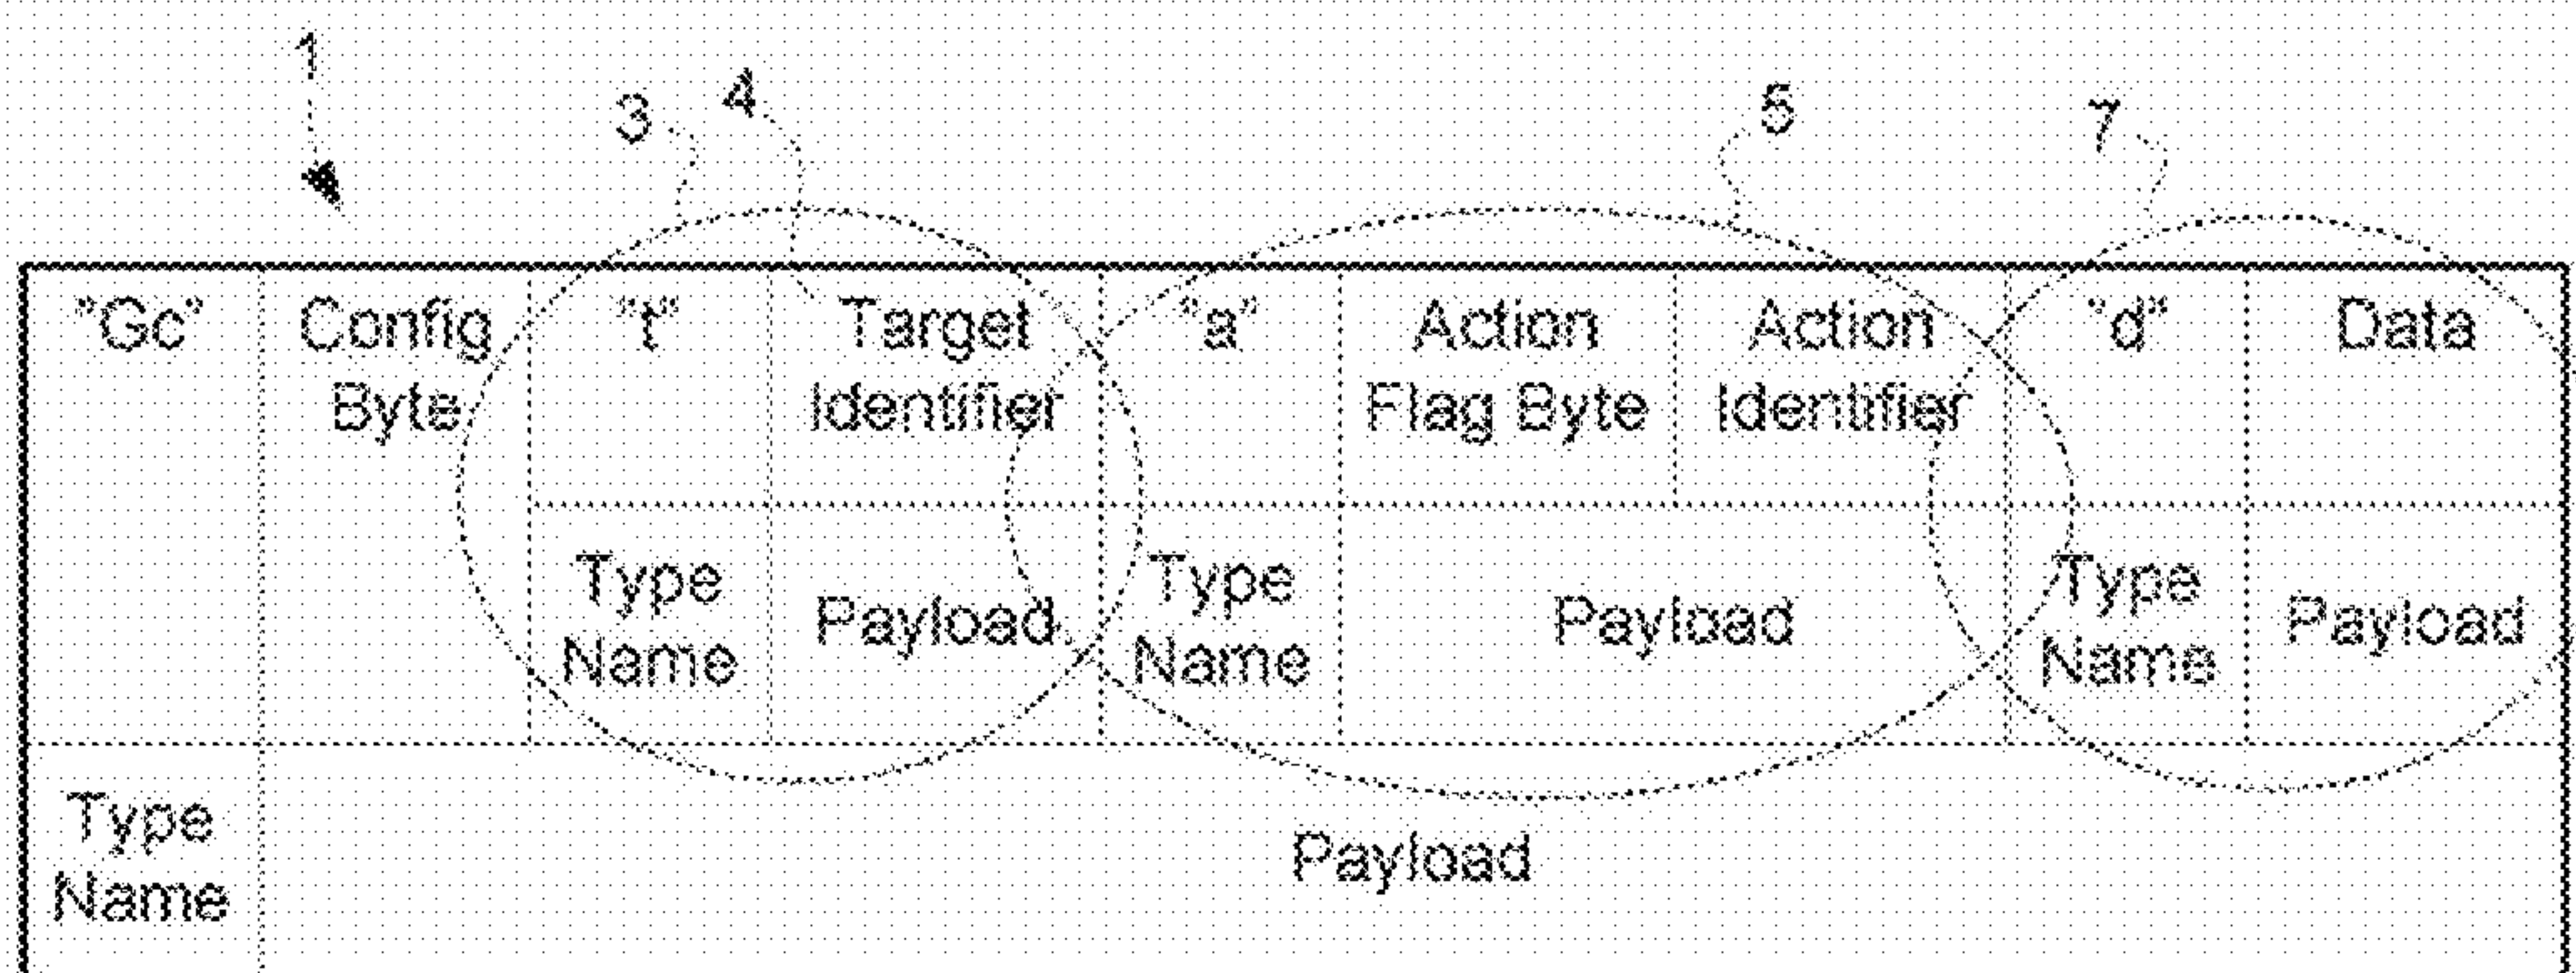 1
3 4 5 7
"Gc" Config "t" Target "a" Action Action "d" Data
Byte Identifier Flag Byte Identifier
Type Type Type
Name Payload Name Payload Name Payload
Type
Name Payload